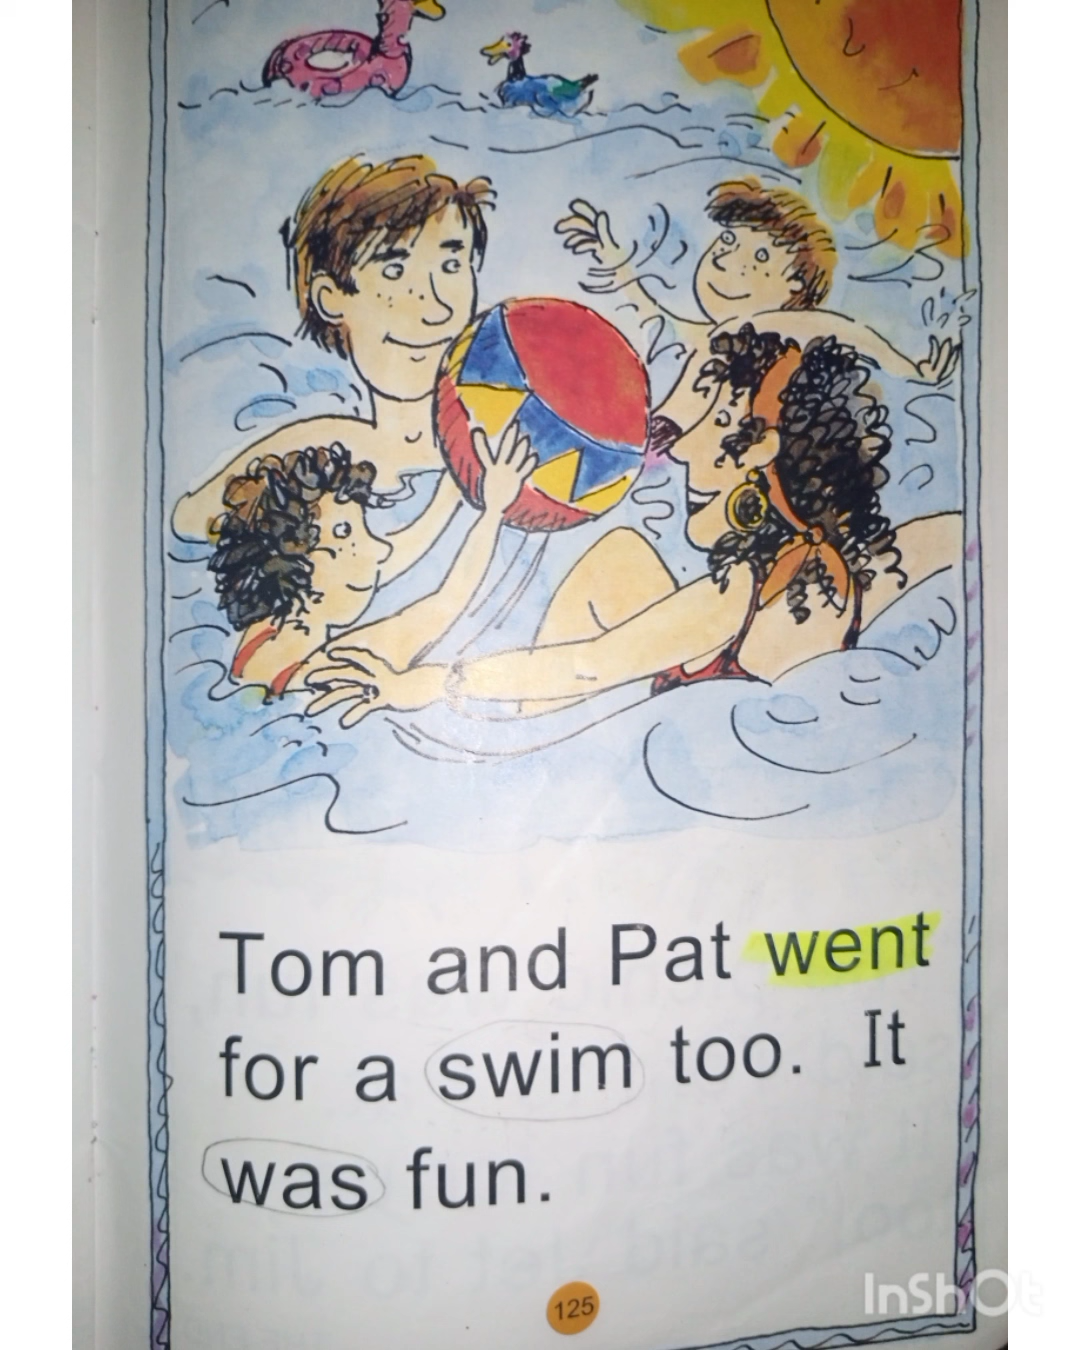 Tom and Pat went
for a swim too. It
was fun.
125
InShOt